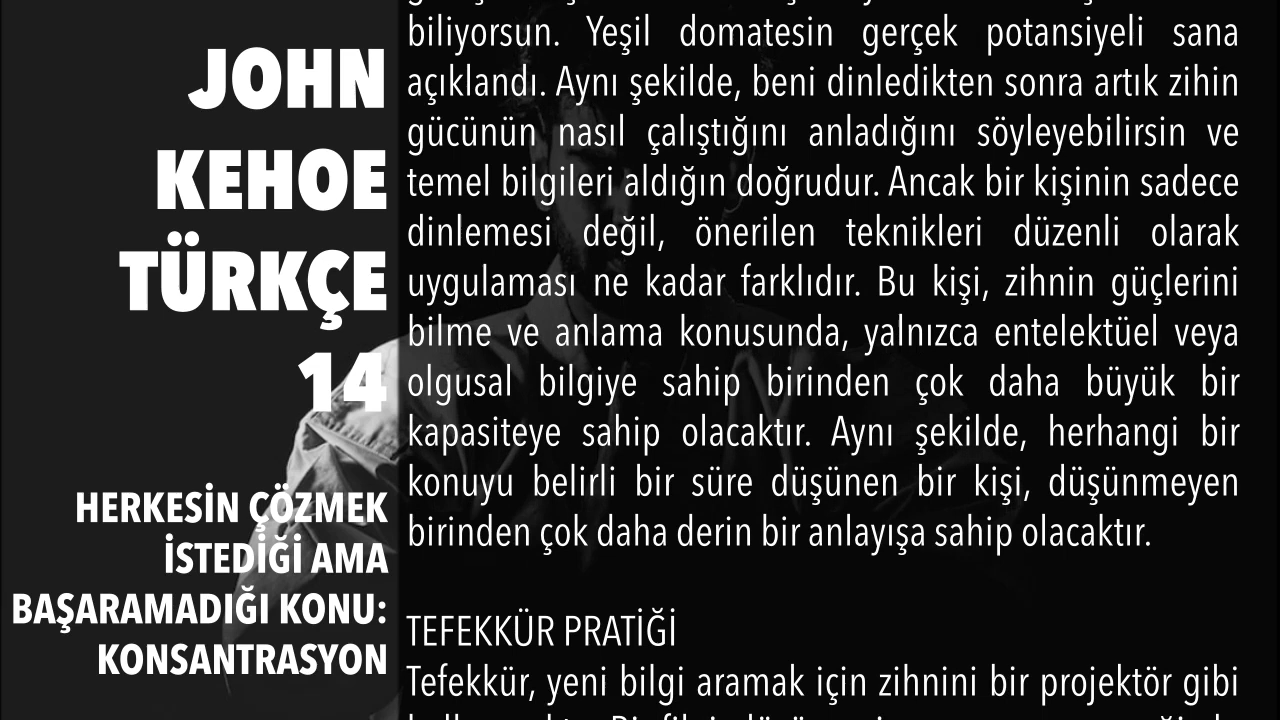 JOHN
KEHOE
TÜRKÇE
14
HERKESİN ÇÖZMEK
İSTEDİĞİ AMA
BAŞARAMADIĞI KONU:
KONSANTRASYON
biliyorsun. Yeşil domatesin gerçek potansiyeli sana
açıklandı. Aynı şekilde, beni dinledikten sonra artık zihin
gücünün nasıl çalıştığını anladığını söyleyebilirsin ve
temel bilgileri aldığın doğrudur. Ancak bir kişinin sadece
dinlemesi değil, önerilen teknikleri düzenli olarak
uygulaması ne kadar farklıdır. Bu kişi, zihnin güçlerini
bilme ve anlama konusunda, yalnızca entelektüel veya
olgusal bilgiye sahip birinden çok daha büyük bir
kapasiteye sahip olacaktır. Aynı şekilde, herhangi bir
konuyu belirli bir süre düşünen bir kişi, düşünmeyen
birinden çok daha derin bir anlayışa sahip olacaktır.
TEFEKKÜR PRATİĞİ
Tefekkür, yeni bilgi aramak için zihnini bir projektör gibi